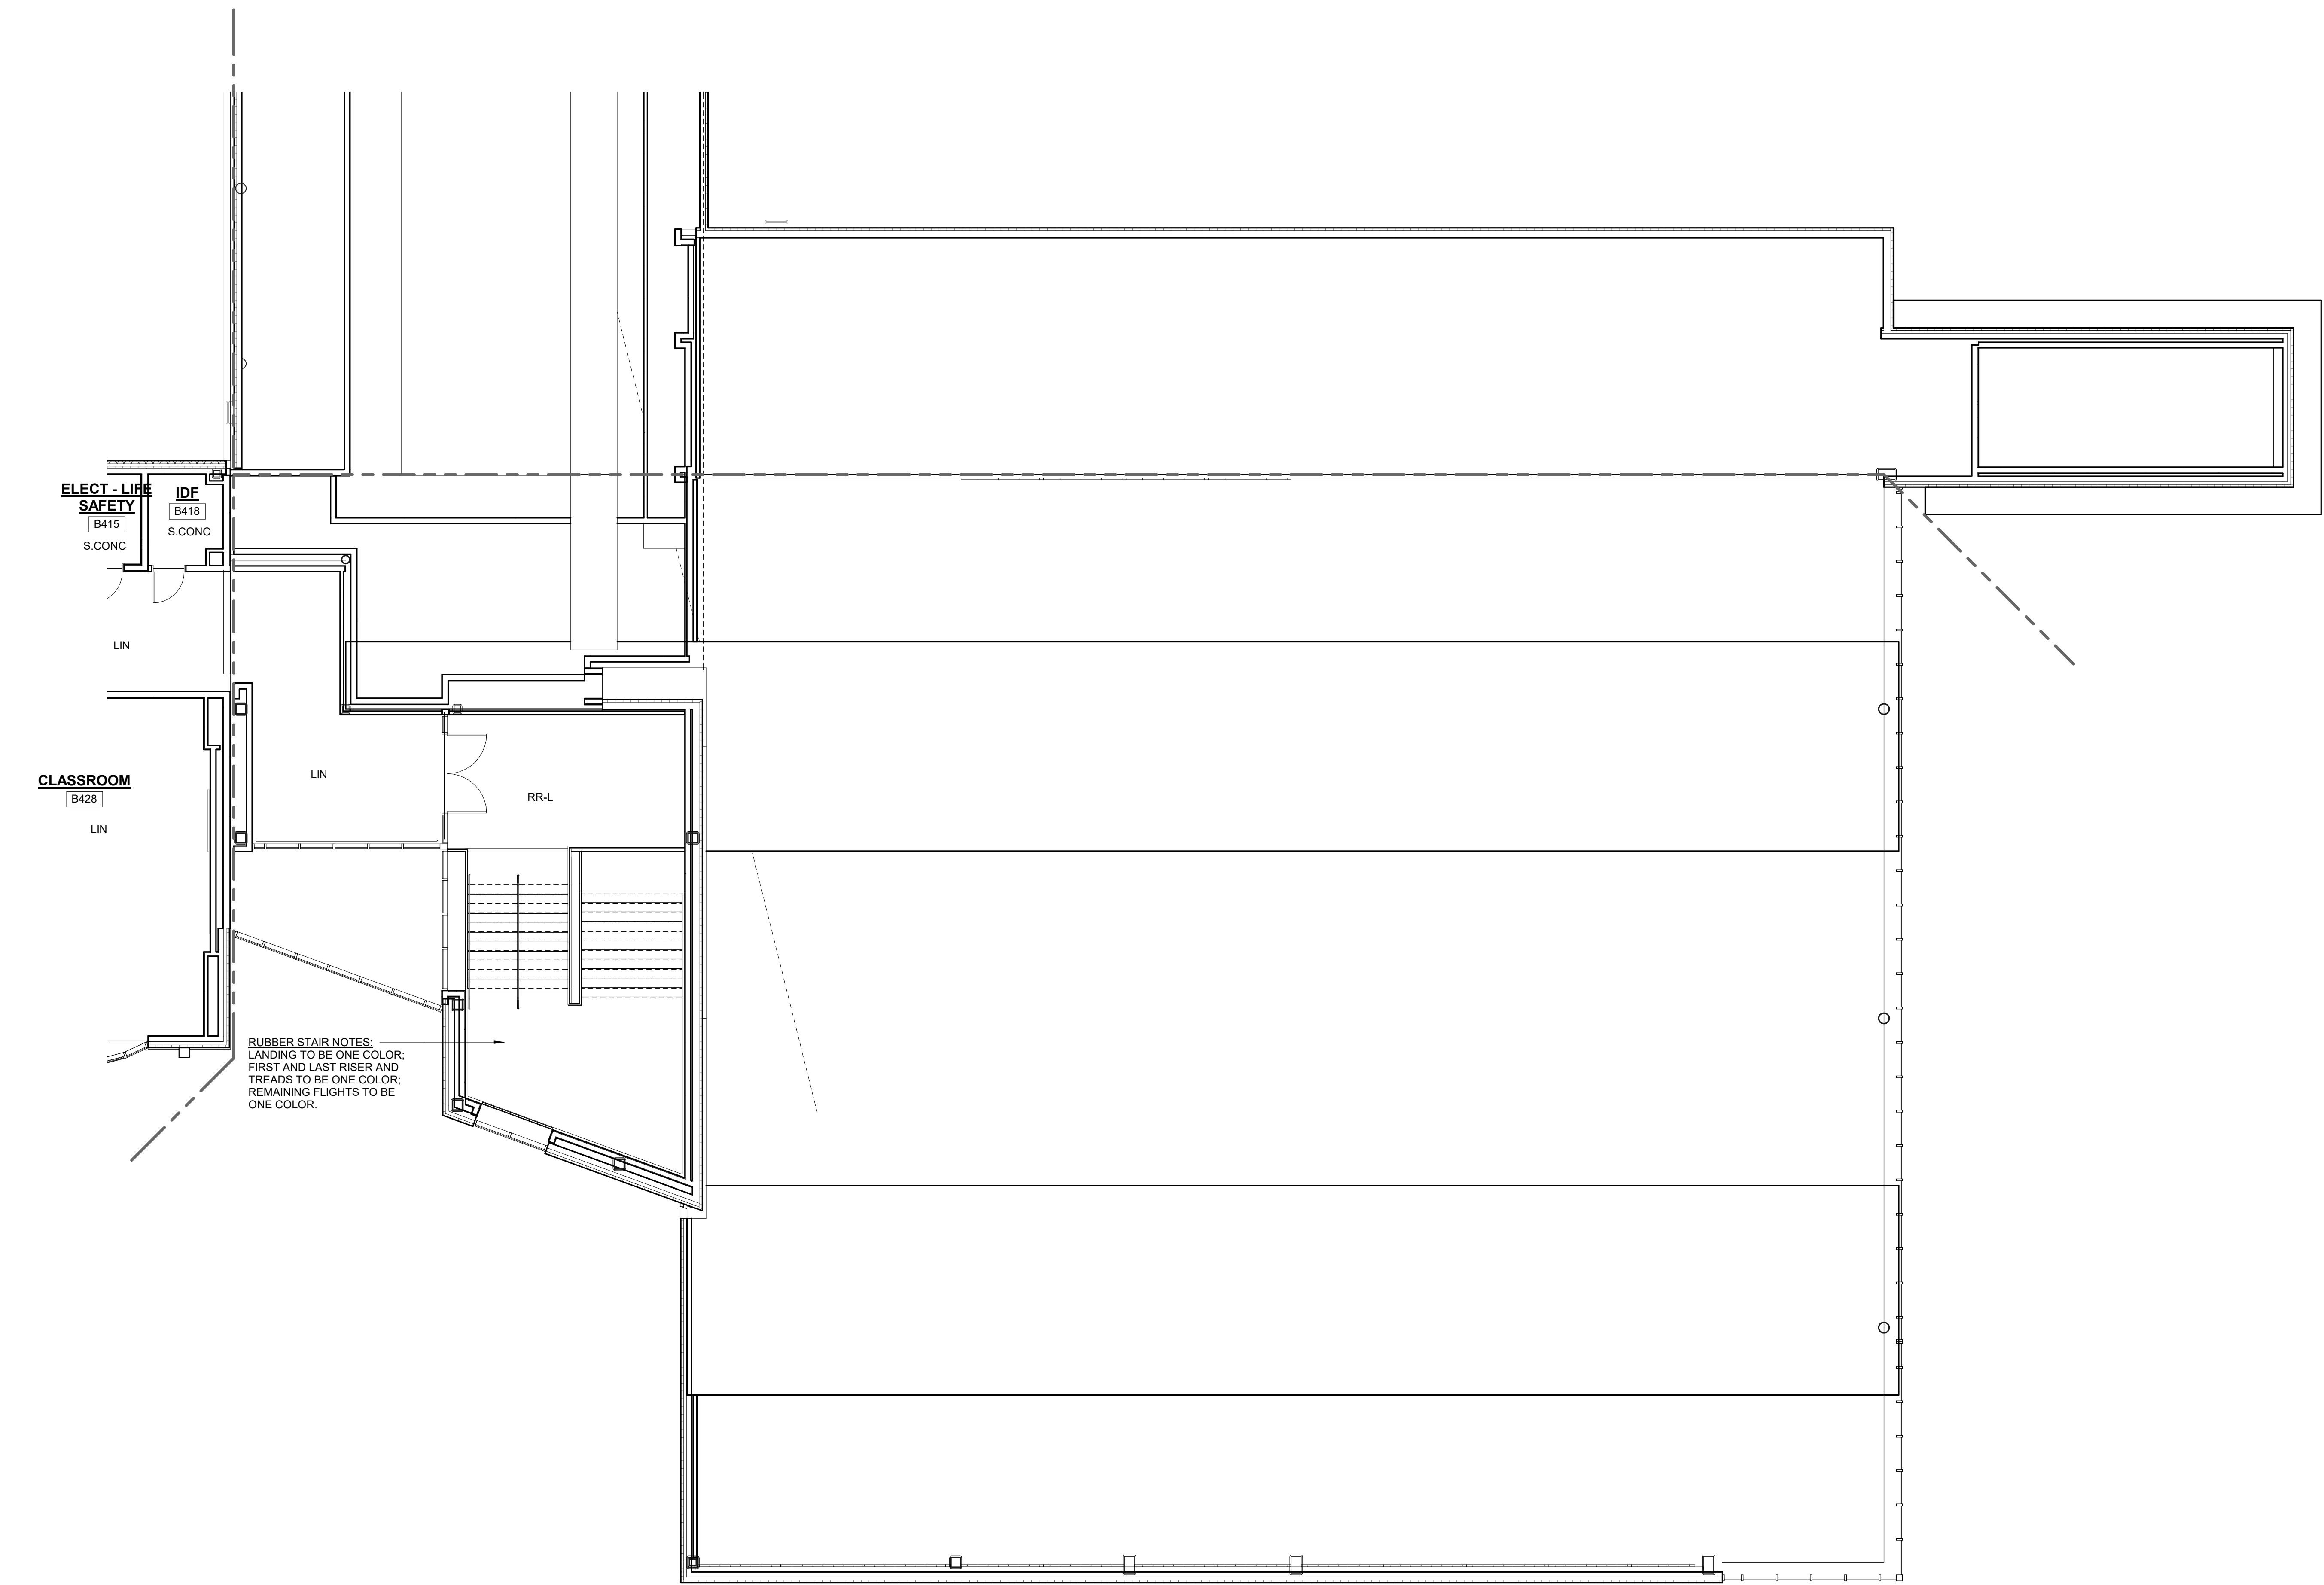 ELECT - LIFE
SAFETY
B415
S.CONC
IDF
B418
S.CONC
LIN
CLASSROOM
B428
LIN
LIN
RR-L
RUBBER STAIR NOTES:
LANDING TO BE ONE COLOR;
FIRST AND LAST RISER AND
TREADS TO BE ONE COLOR;
REMAINING FLIGHTS TO BE
ONE COLOR.